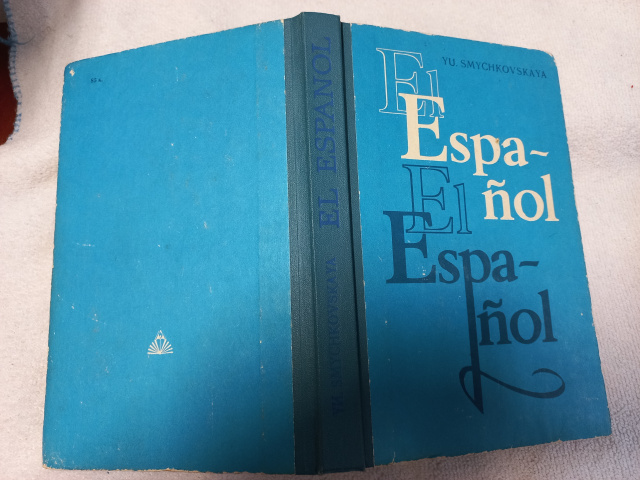 YU. SMYCHKOVSKAYA
El
Espa-
ñol
El
Espa-
ñol
YU. SMYCHKOVSKAYA EL ESPAÑOL